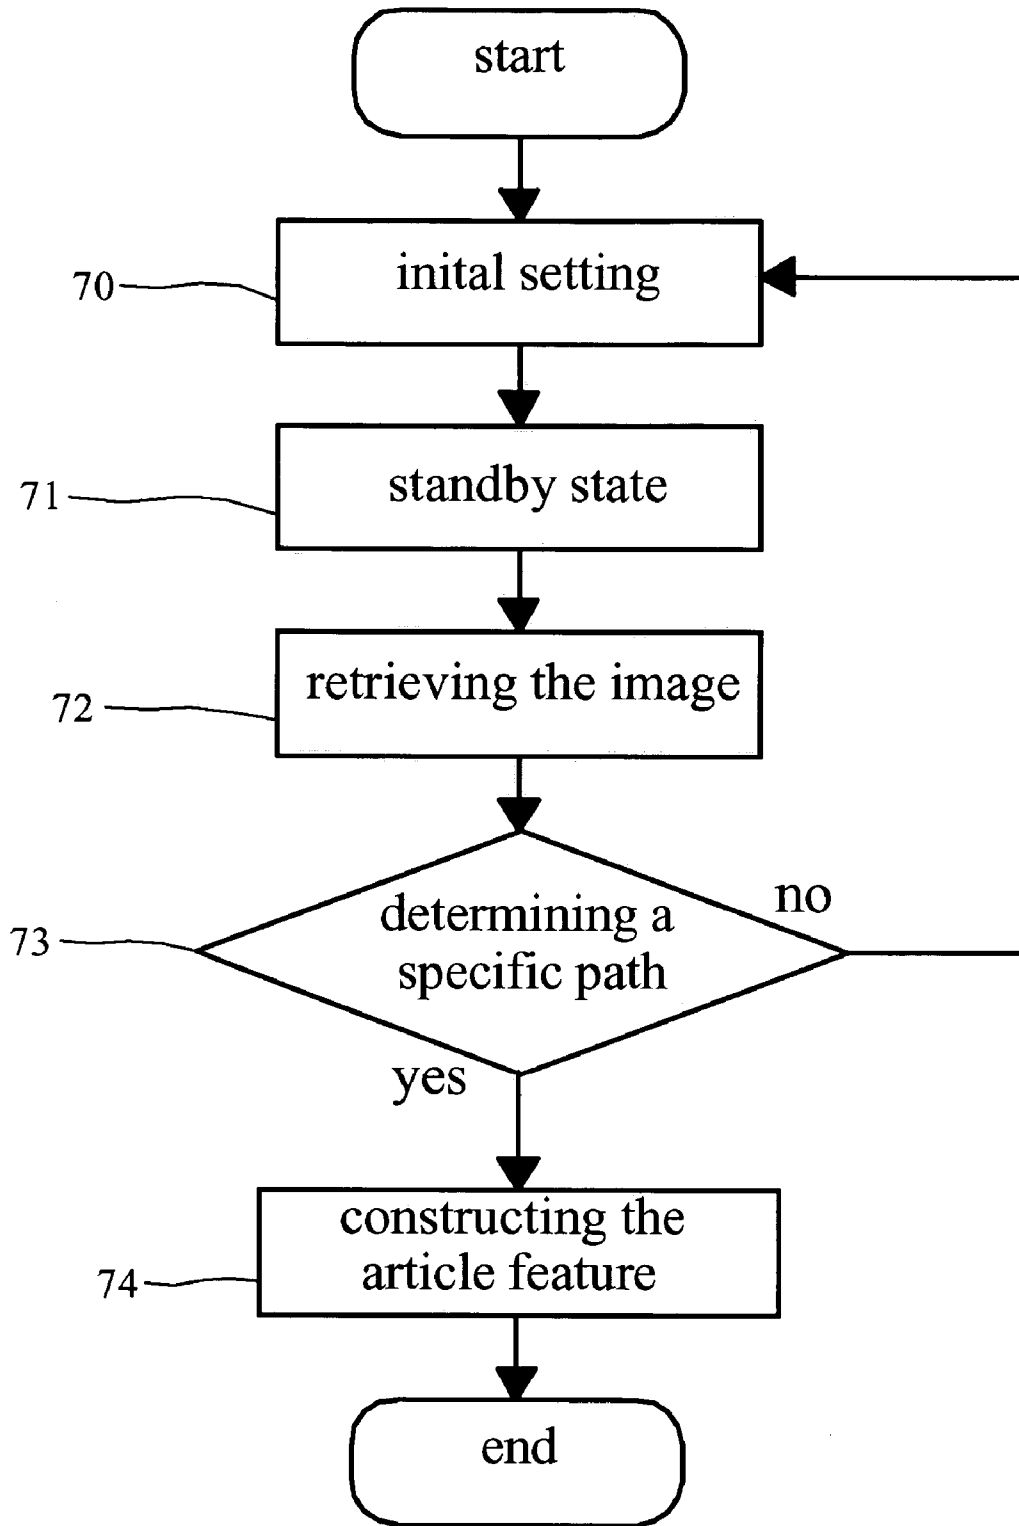 start
inital setting
70
standby state
71
retrieving the image
72
determining a
specific path
no
73
yes
constructing the
article feature
74
end